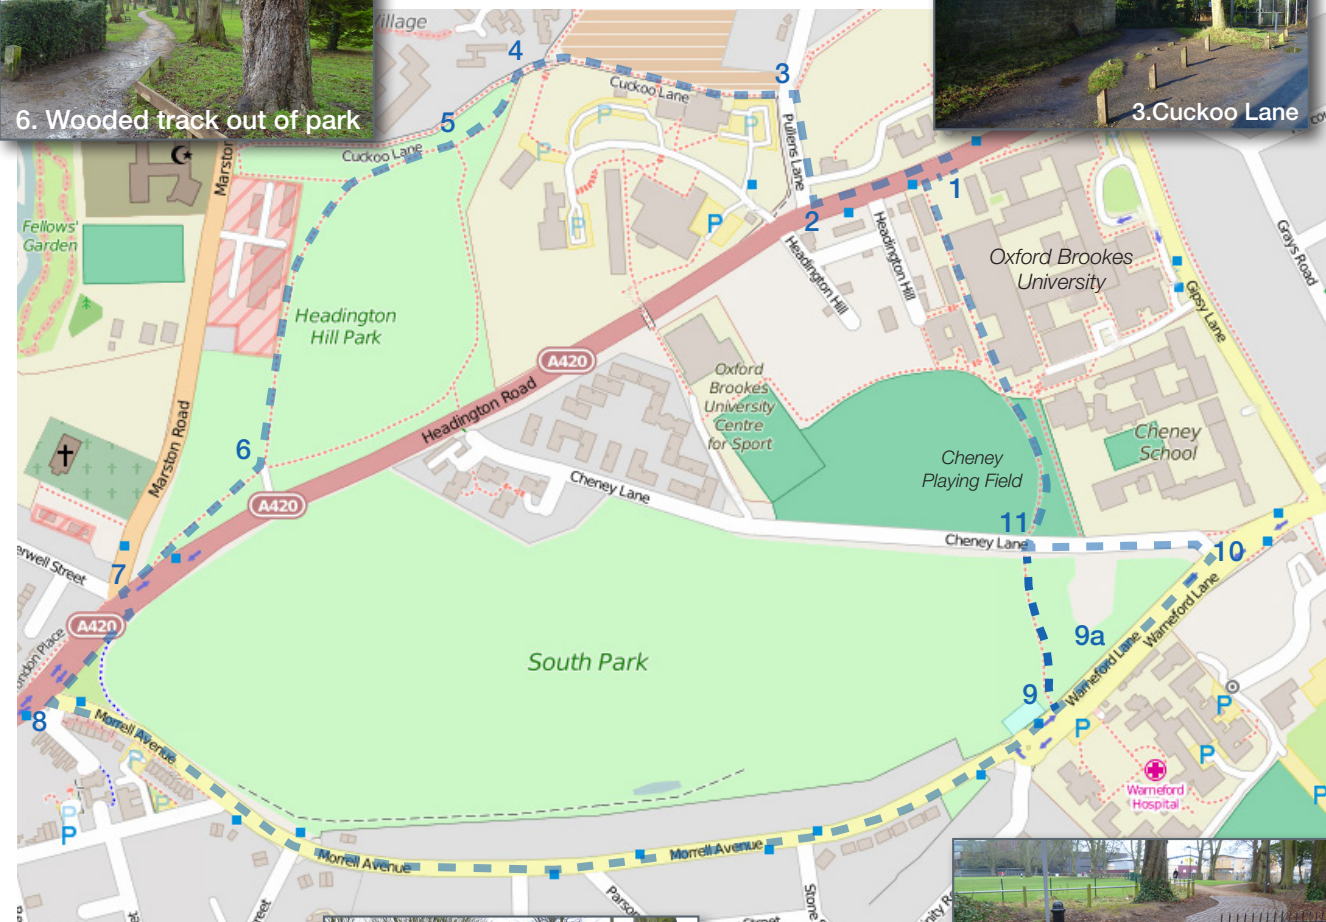 6. Wooded track out of park
3.Cuckoo Lane
Village
4
3
Cuckoo Lane
P
P
5
P
Cuckoo Lane
Pullens Lane
Marston
1
2
P
P
Fellows'
Garden
Headington Hill
Headington Hill
Oxford Brookes
University
Grays Road
Gipsy Lane
Headington
Hill Park
A420
Oxford
Brookes
University
Centre
for Sport
Headington Road
Cheney
School
Cheney
Playing Field
Marston Road
6
Cheney Lane
A420
11
Cheney Lane
10
7
Warneford Lane
A420
9a
Warneford Lane
South Park
9
8
Morrell Avenue
P
P
P
P
P
P
P
P
Warneford
Hospital
Morrell Avenue
Morrell Avenue